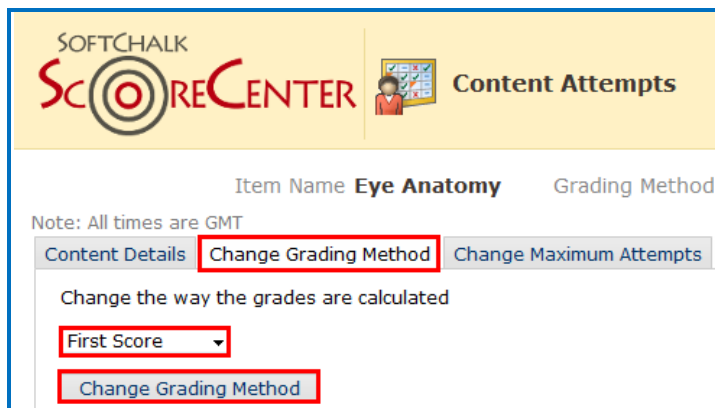 SOFTCHALK
SCORECENTER
Content Attempts
Item Name Eye Anatomy Grading Method
Note: All times are GMT
Content Details Change Grading Method Change Maximum Attempts
Change the way the grades are calculated
First Score
Change Grading Method